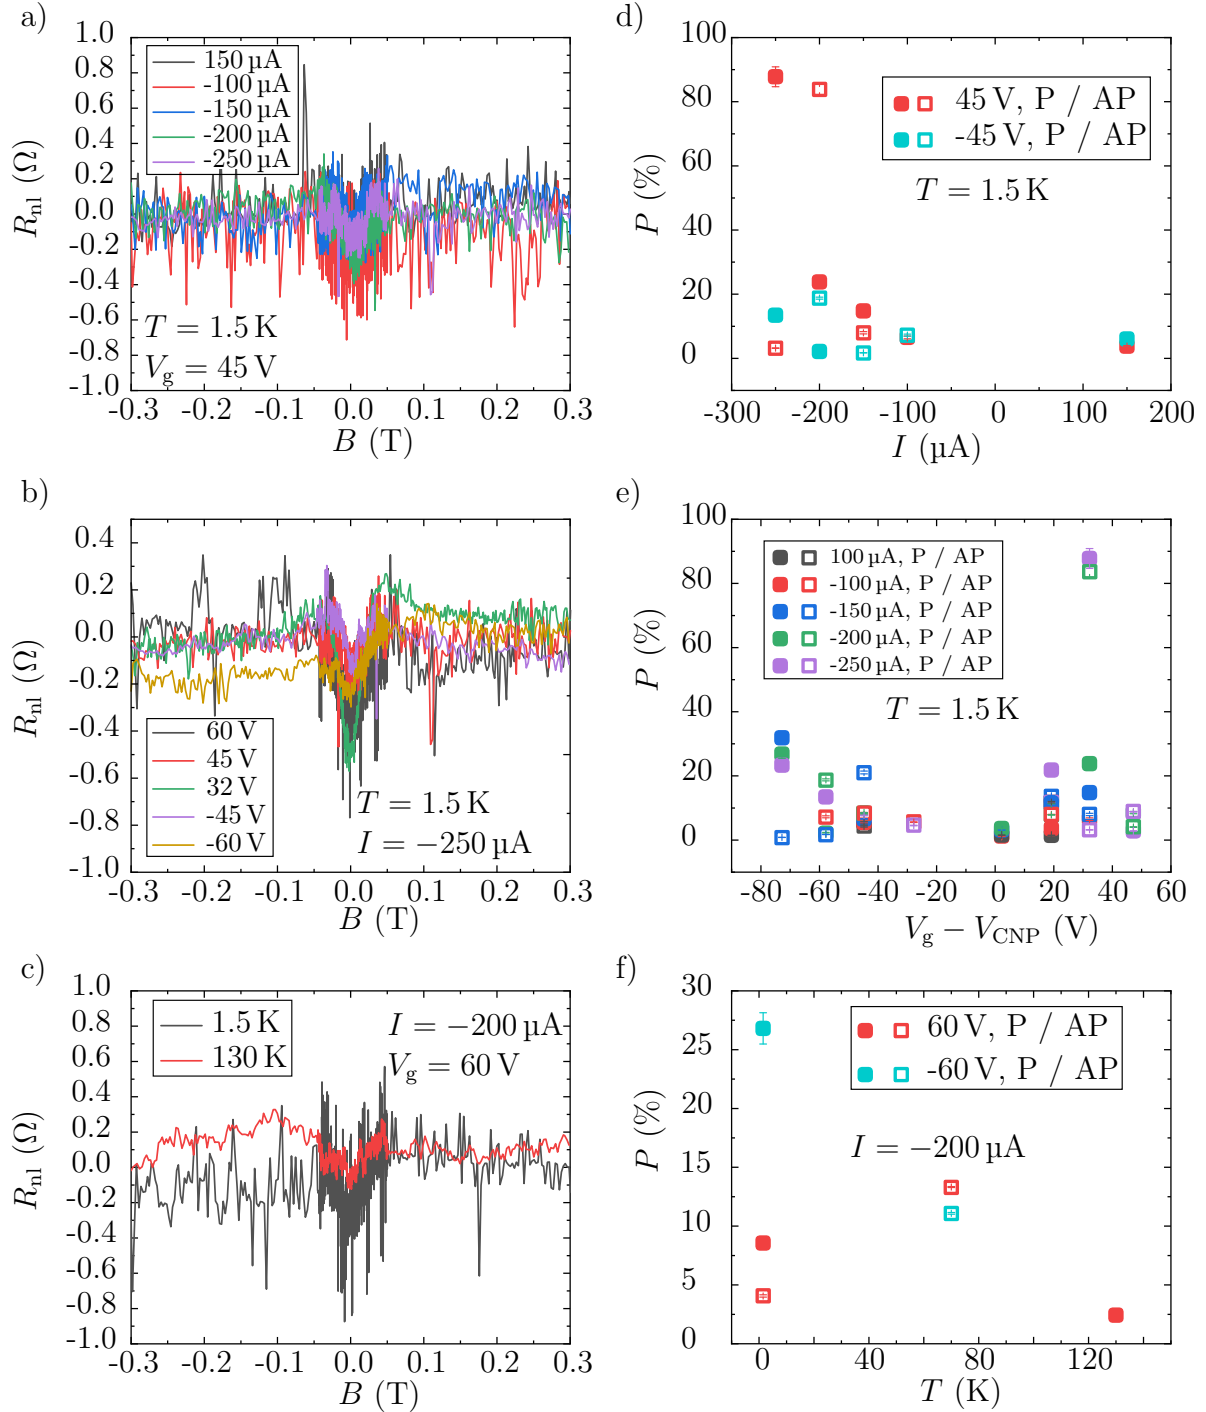 a)
1.0
0.8
0.6
0.4
0.2
0.0
-0.2
-0.4
-0.6
-0.8
-1.0
R_nl (Ω)
150 µA
-100 µA
-150 µA
-200 µA
-250 µA
T = 1.5 K
V_g = 45 V
-0.3 -0.2 -0.1 0.0 0.1 0.2 0.3
B (T)
d)
100
80
60
40
20
0
P (%)
45 V, P / AP
-45 V, P / AP
T = 1.5 K
-300 -200 -100 0 100 200
I (µA)
b)
0.4
0.2
0.0
-0.2
-0.4
-0.6
-0.8
-1.0
R_nl (Ω)
60 V
45 V
32 V
-45 V
-60 V
T = 1.5 K
I = −250 µA
-0.3 -0.2 -0.1 0.0 0.1 0.2 0.3
B (T)
e)
100
80
60
40
20
0
P (%)
100 µA, P / AP
-100 µA, P / AP
-150 µA, P / AP
-200 µA, P / AP
-250 µA, P / AP
T = 1.5 K
-80 -60 -40 -20 0 20 40 60
V_g − V_CNP (V)
c)
1.0
0.8
0.6
0.4
0.2
0.0
-0.2
-0.4
-0.6
-0.8
-1.0
R_nl (Ω)
1.5 K
130 K
I = −200 µA
V_g = 60 V
-0.3 -0.2 -0.1 0.0 0.1 0.2 0.3
B (T)
f)
30
25
20
15
10
5
0
P (%)
60 V, P / AP
-60 V, P / AP
I = −200 µA
0 40 80 120
T (K)